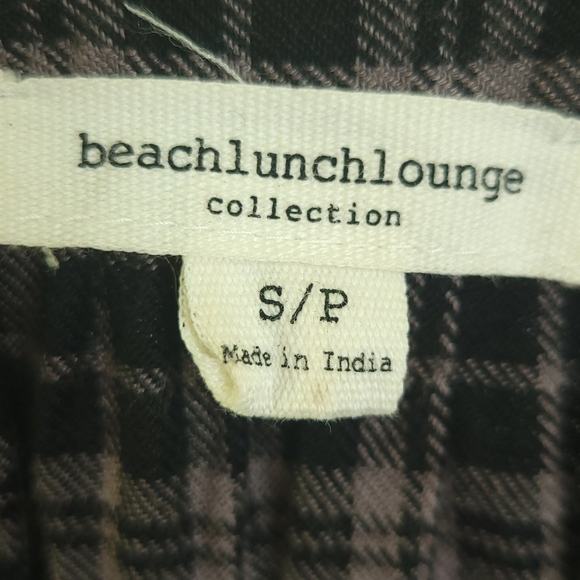 beachlunchlounge
collection
S/P
Made in India